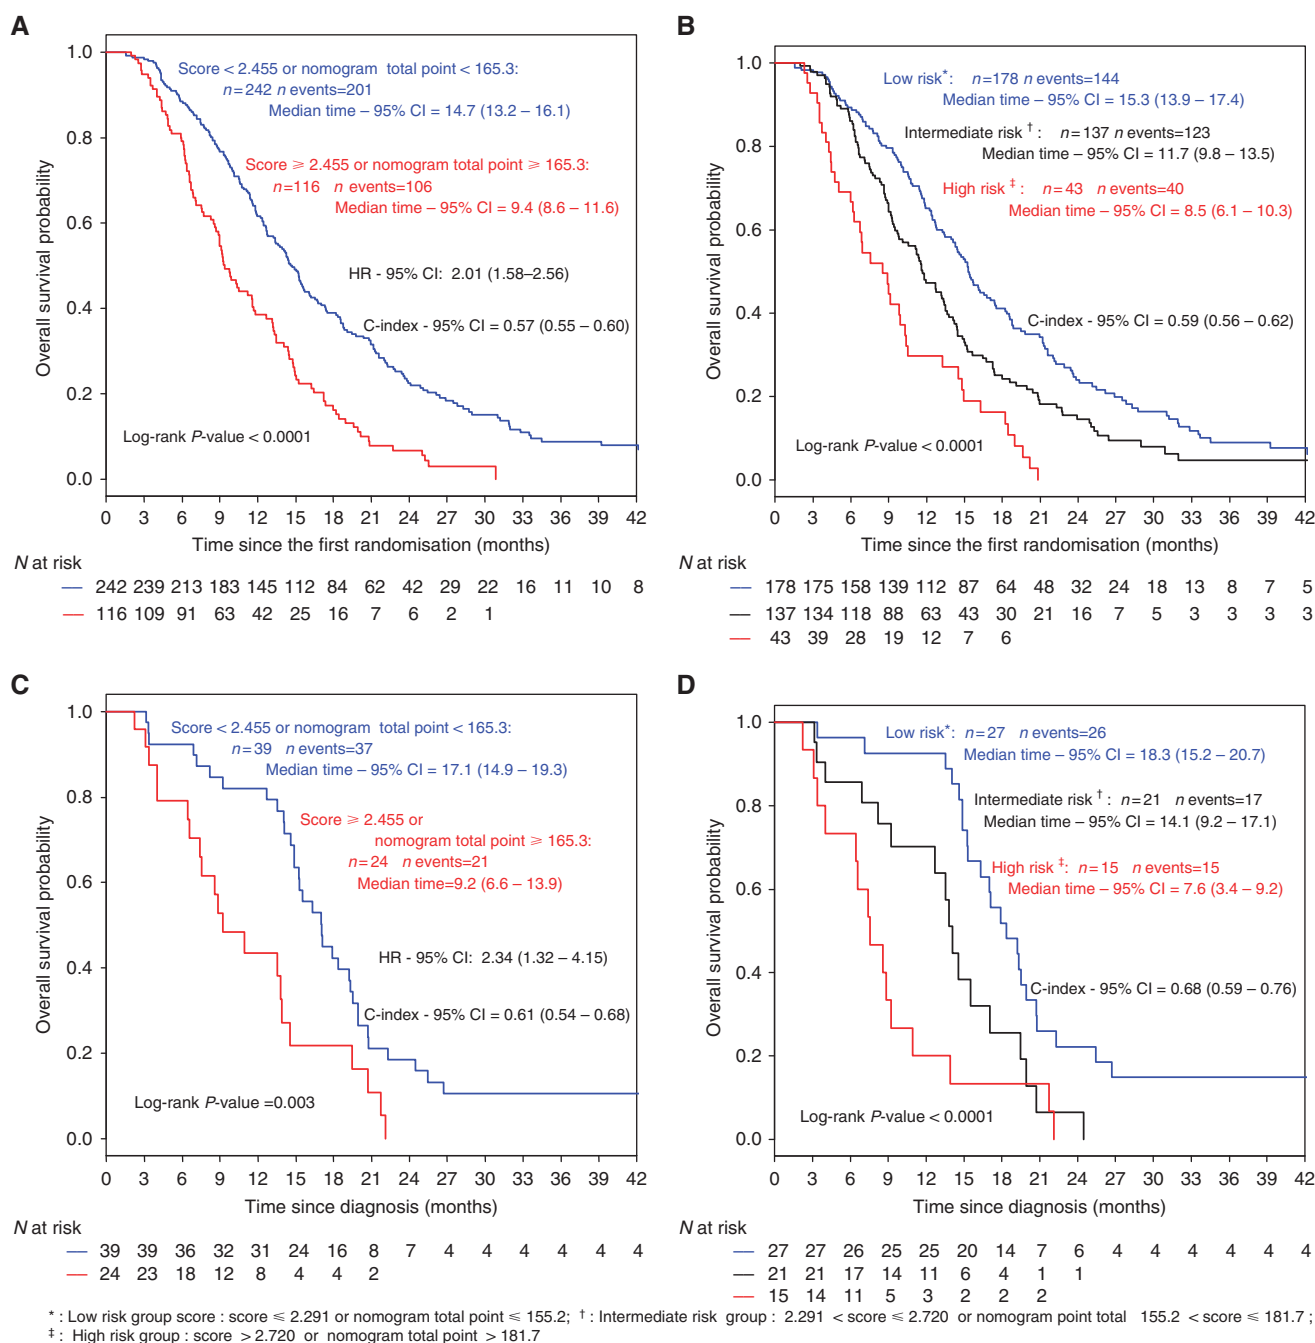 A
Overall survival probability
1.0
0.8
0.6
0.4
0.2
0.0
Score < 2.455 or nomogram total point < 165.3:
n=242 n events=201
Median time – 95% CI = 14.7 (13.2 – 16.1)
Score ⩾ 2.455 or nomogram total point ⩾ 165.3:
n=116 n events=106
Median time – 95% CI = 9.4 (8.6 – 11.6)
HR - 95% CI: 2.01 (1.58–2.56)
C-index - 95% CI = 0.57 (0.55 – 0.60)
Log-rank P-value < 0.0001
0 3 6 9 12 15 18 21 24 27 30 33 36 39 42
Time since the first randomisation (months)
N at risk
242 239 213 183 145 112 84 62 42 29 22 16 11 10 8
116 109 91 63 42 25 16 7 6 2 1
B
Overall survival probability
1.0
0.8
0.6
0.4
0.2
0.0
Low risk*: n=178 n events=144
Median time – 95% CI = 15.3 (13.9 – 17.4)
Intermediate risk †: n=137 n events=123
Median time – 95% CI = 11.7 (9.8 – 13.5)
High risk ‡: n=43 n events=40
Median time – 95% CI = 8.5 (6.1 – 10.3)
C-index - 95% CI = 0.59 (0.56 – 0.62)
Log-rank P-value < 0.0001
0 3 6 9 12 15 18 21 24 27 30 33 36 39 42
Time since the first randomisation (months)
N at risk
178 175 158 139 112 87 64 48 32 24 18 13 8 7 5
137 134 118 88 63 43 30 21 16 7 5 3 3 3 3
43 39 28 19 12 7 6
C
Overall survival probability
1.0
0.8
0.6
0.4
0.2
0.0
Score < 2.455 or nomogram total point < 165.3:
n=39 n events=37
Median time – 95% CI = 17.1 (14.9 – 19.3)
Score ⩾ 2.455 or
nomogram total point ⩾ 165.3:
n=24 n events=21
Median time=9.2 (6.6 – 13.9)
HR - 95% CI: 2.34 (1.32 – 4.15)
C-index - 95% CI = 0.61 (0.54 – 0.68)
Log-rank P-value =0.003
0 3 6 9 12 15 18 21 24 27 30 33 36 39 42
Time since diagnosis (months)
N at risk
39 39 36 32 31 24 16 8 7 4 4 4 4 4 4
24 23 18 12 8 4 4 2
D
Overall survival probability
1.0
0.8
0.6
0.4
0.2
0.0
Low risk*: n=27 n events=26
Median time – 95% CI = 18.3 (15.2 – 20.7)
Intermediate risk †: n=21 n events=17
Median time – 95% CI = 14.1 (9.2 – 17.1)
High risk ‡: n=15 n events=15
Median time – 95% CI = 7.6 (3.4 – 9.2)
C-index - 95% CI = 0.68 (0.59 – 0.76)
Log-rank P-value < 0.0001
0 3 6 9 12 15 18 21 24 27 30 33 36 39 42
Time since diagnosis (months)
N at risk
27 27 26 25 25 20 14 7 6 4 4 4 4 4 4
21 21 17 14 11 6 4 1 1
15 14 11 5 3 2 2 2
* : Low risk group score : score ⩽ 2.291 or nomogram total point ⩽ 155.2; † : Intermediate risk group : 2.291 < score ⩽ 2.720 or nomogram point total 155.2 < score ⩽ 181.7 ;
‡ : High risk group : score > 2.720 or nomogram total point > 181.7